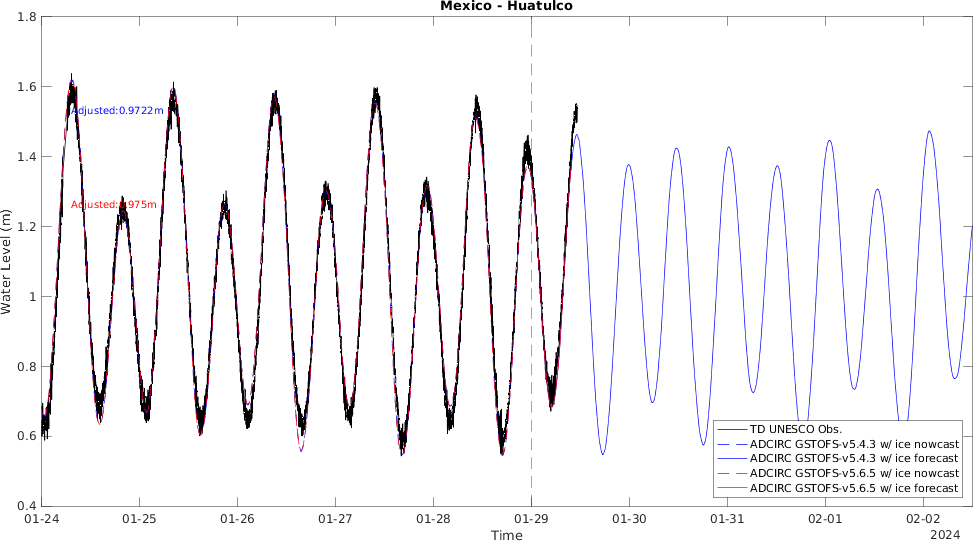 Mexico - Huatulco
1.8
1.6
1.4
1.2
1
0.8
0.6
0.4
Water Level (m)
Adjusted:0.9722m
Adjusted:0.975m
TD UNESCO Obs.
ADCIRC GSTOFS-v5.4.3 w/ ice nowcast
ADCIRC GSTOFS-v5.4.3 w/ ice forecast
ADCIRC GSTOFS-v5.6.5 w/ ice nowcast
ADCIRC GSTOFS-v5.6.5 w/ ice forecast
01-24 01-25 01-26 01-27 01-28 01-29 01-30 01-31 02-01 02-02
Time
2024